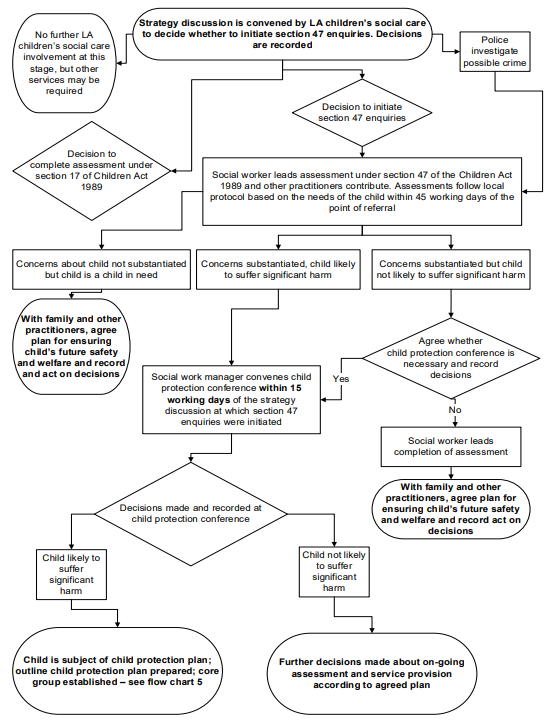 Strategy discussion is convened by LA children's social care
to decide whether to initiate section 47 enquiries. Decisions
are recorded
No further LA
children's social care
involvement at this
stage, but other
services may be
required
Police
investigate
possible crime
Decision to initiate
section 47 enquiries
Decision to
complete assessment under
section 17 of Children Act
1989
Social worker leads assessment under section 47 of the Children Act
1989 and other practitioners contribute. Assessments follow local
protocol based on the needs of the child within 45 working days of the
point of referral
Concerns about child not substantiated
but child is a child in need
Concerns substantiated, child likely
to suffer significant harm
Concerns substantiated but child
not likely to suffer significant harm
With family and other
practitioners, agree
plan for ensuring
child's future safety
and welfare and record
and act on decisions
Agree whether
child protection conference is
necessary and record
decisions
Yes
No
Social work manager convenes child
protection conference within 15
working days of the strategy
discussion at which section 47
enquiries were initiated
Social worker leads
completion of assessment
With family and other
practitioners, agree plan for
ensuring child's future safety
and welfare and record act on
decisions
Decisions made and recorded at
child protection conference
Child likely to
suffer
significant
harm
Child not likely
to suffer
significant
harm
Child is subject of child protection plan;
outline child protection plan prepared; core
group established – see flow chart 5
Further decisions made about on-going
assessment and service provision
according to agreed plan